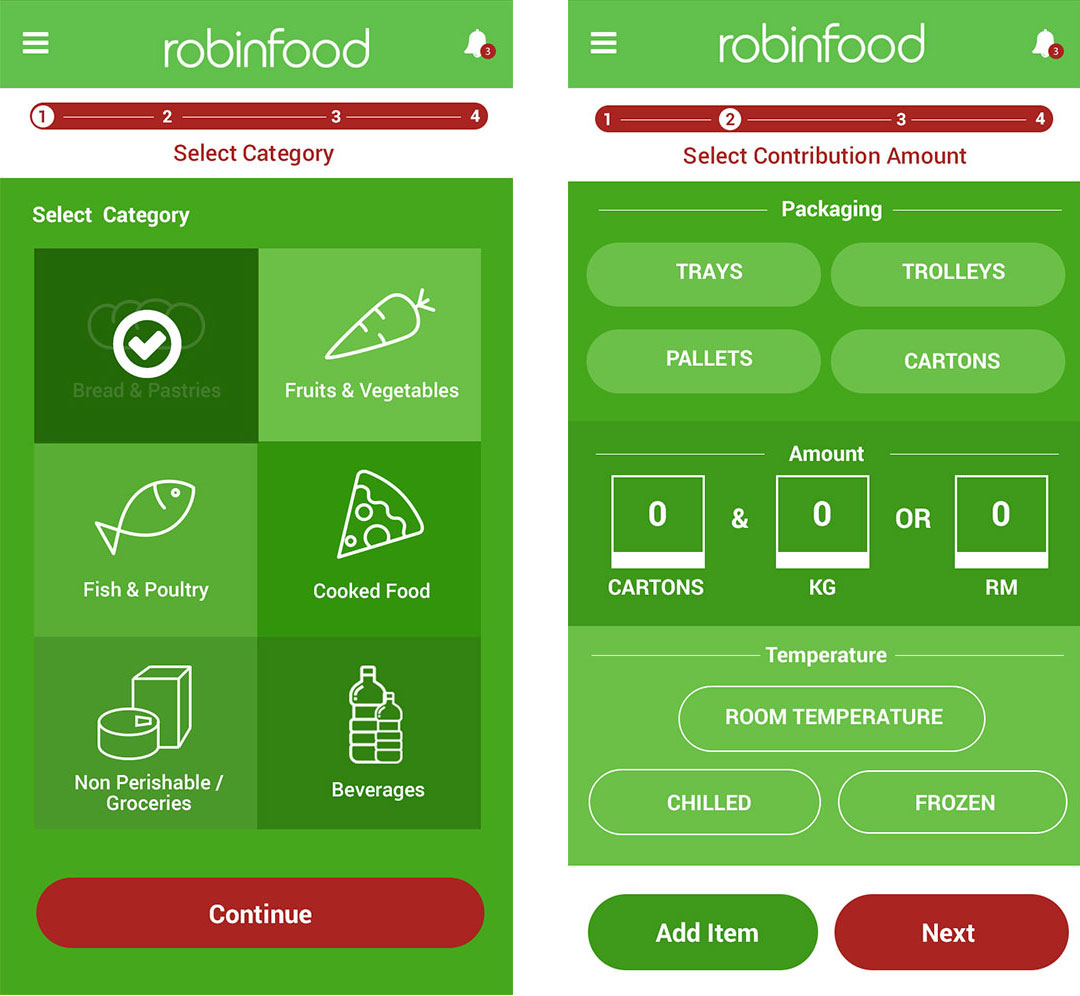 robinfood
3
1 2 3 4
Select Category
Select Category
Bread & Pastries
Fruits & Vegetables
Fish & Poultry
Cooked Food
Non Perishable /
Groceries
Beverages
Continue
robinfood
3
1 2 3 4
Select Contribution Amount
Packaging
TRAYS TROLLEYS
PALLETS CARTONS
Amount
0 & 0 OR 0
CARTONS KG RM
Temperature
ROOM TEMPERATURE
CHILLED FROZEN
Add Item Next